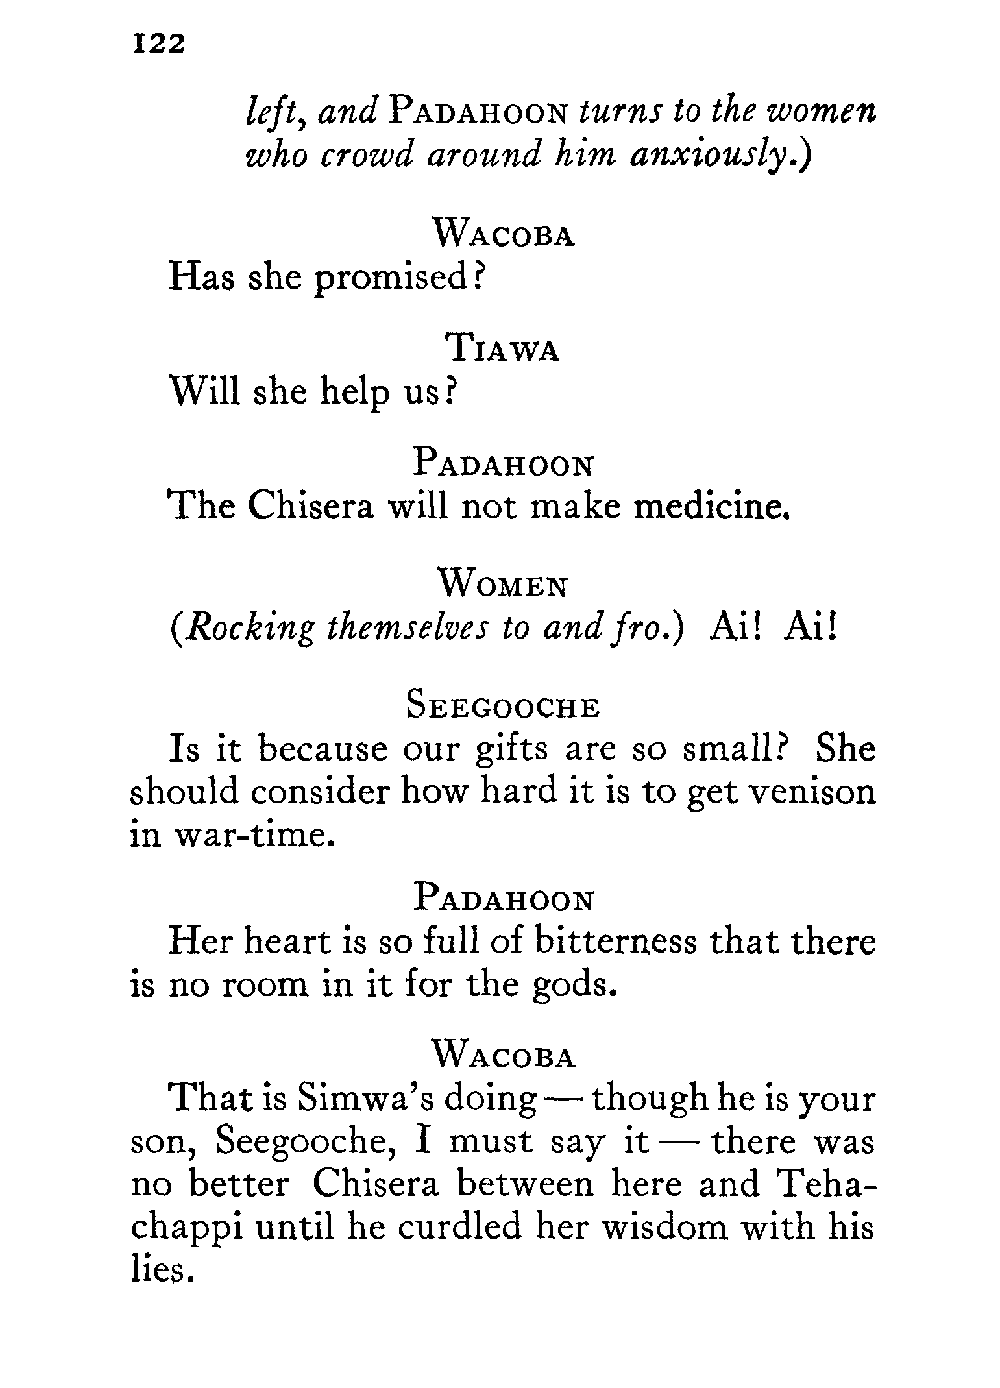 122
left, and PADAHOON turns to the women
who crowd around him anxiously.)
WACOBA
Has she promised?
TIAWA
Will she help us?
PADAHOON
The Chisera will not make medicine.
WOMEN
(Rocking themselves to and fro.) Ai! Ai!
SEEGOOCHE
Is it because our gifts are so small? She
should consider how hard it is to get venison
in war-time.
PADAHOON
Her heart is so full of bitterness that there
is no room in it for the gods.
WACOBA
That is Simwa's doing — though he is your
son, Seegooche, I must say it — there was
no better Chisera between here and Teha-
chappi until he curdled her wisdom with his
lies.